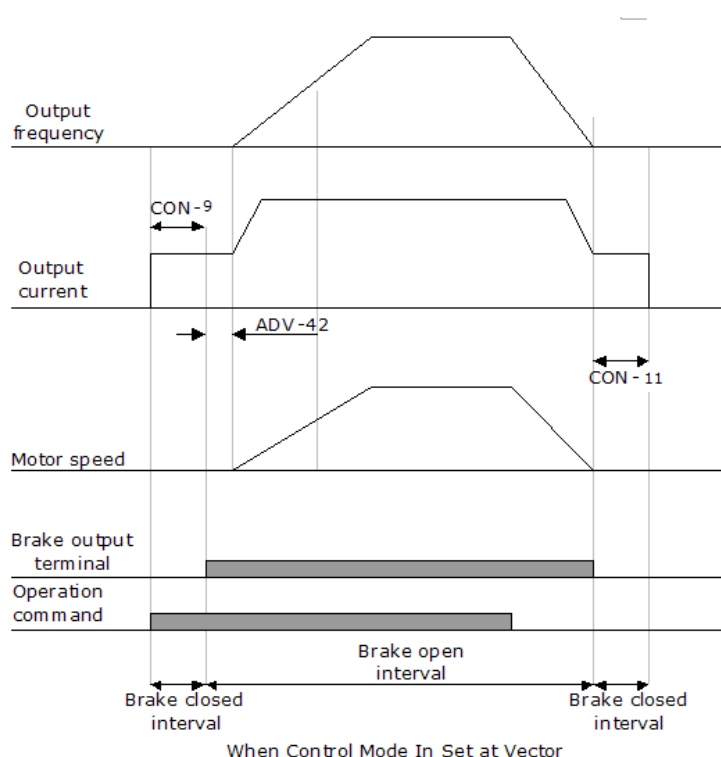 Output
frequency
CON-9
Output
current
ADV-42
CON-11
Motor speed
Brake output
terminal
Operation
command
Brake open
interval
Brake closed
interval
Brake closed
interval
When Control Mode In Set at Vector